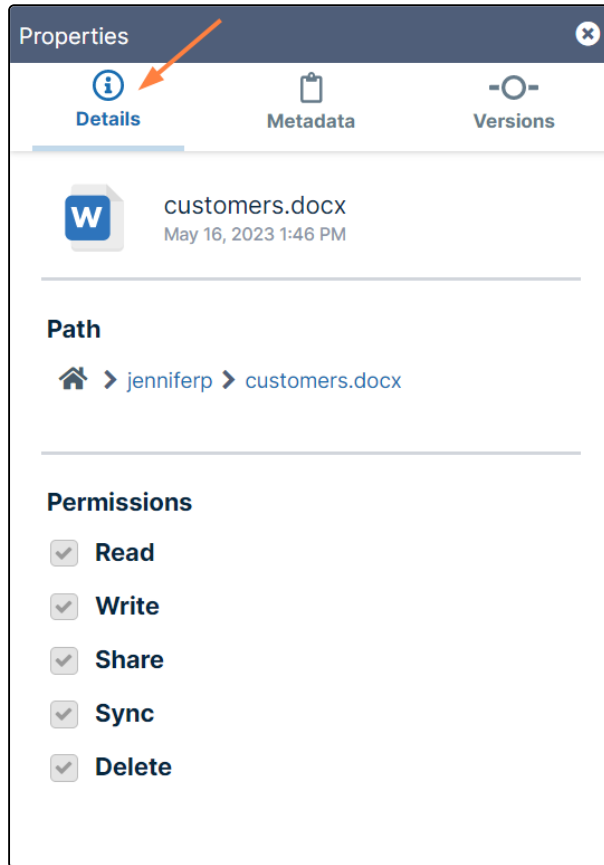 Properties
Details
Metadata
Versions
W
customers.docx
May 16, 2023 1:46 PM
Path
jenniferp
customers.docx
Permissions
Read
Write
Share
Sync
Delete